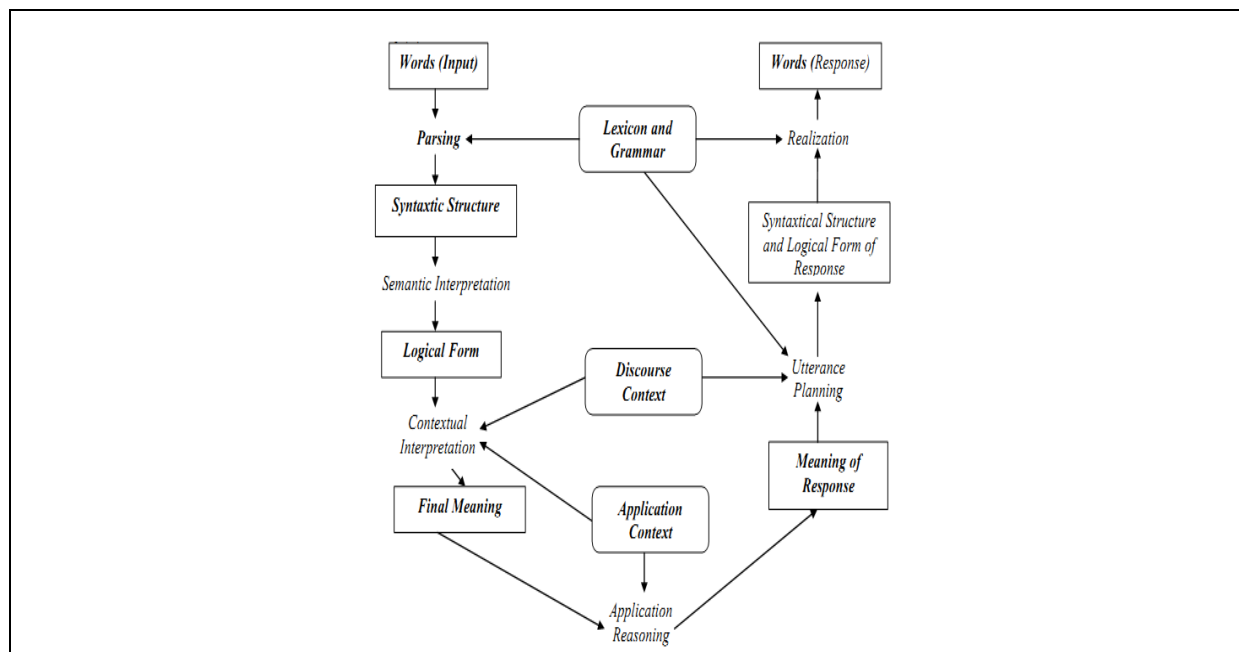 Words (Input)
Words (Response)
Parsing
Lexicon and
Grammar
Realization
Syntaxtic Structure
Syntaxtical Structure
and Logical Form of
Response
Semantic Interpretation
Logical Form
Discourse
Context
Utterance
Planning
Contextual
Interpretation
Meaning of
Response
Final Meaning
Application
Context
Application
Reasoning